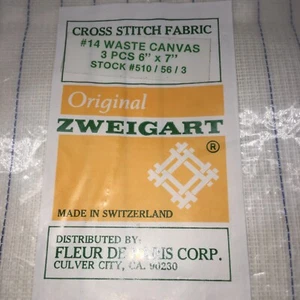 CROSS STITCH FABRIC
#14 WASTE CANVAS
3 PCS 6" x 7"
STOCK #510 / 56 / 3
Original
ZWEIGART
®
MADE IN SWITZERLAND
DISTRIBUTED BY:
FLEUR DE PARIS CORP.
CULVER CITY, CA. 90230